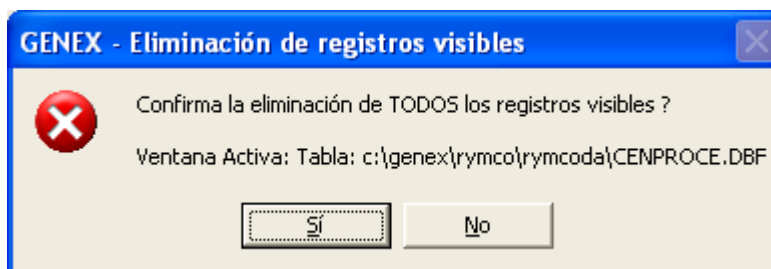 GENEX - Eliminación de registros visibles
Confirma la eliminación de TODOS los registros visibles ?
Ventana Activa: Tabla: c:\genex\rymco\rymcoda\CENPROCE.DBF
Sí
No